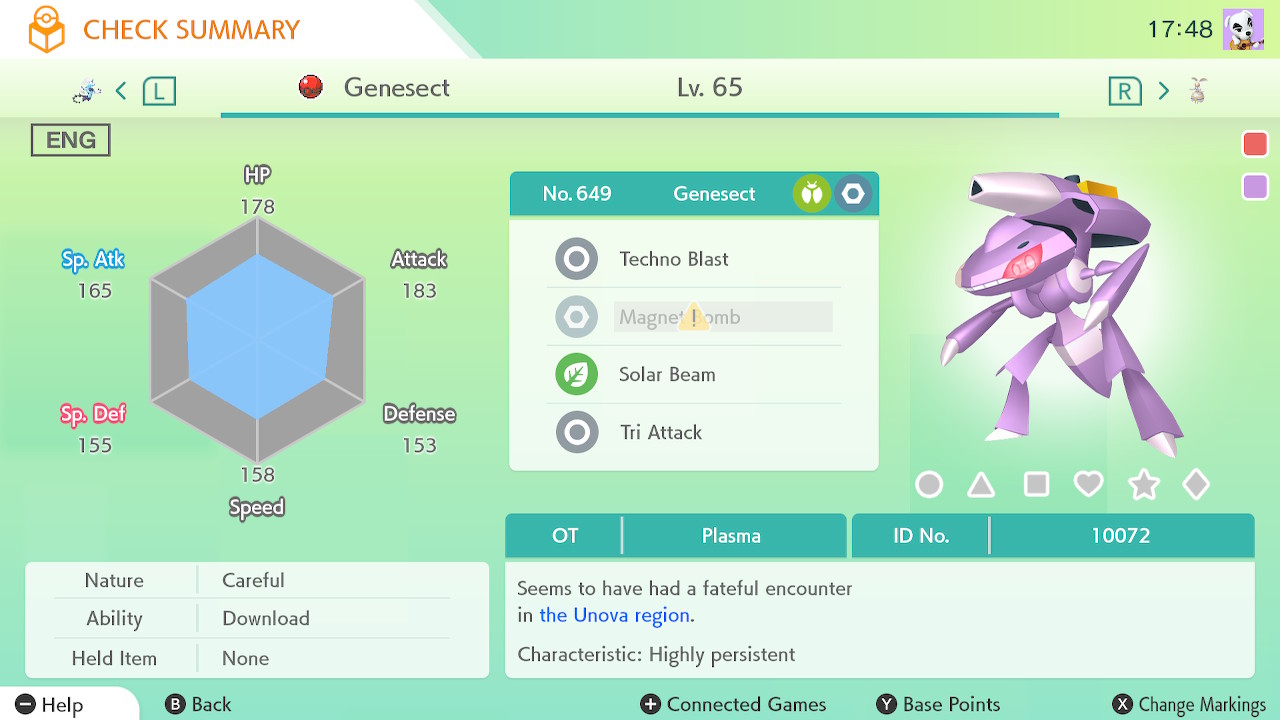 CHECK SUMMARY
17:48
L
Genesect
Lv. 65
R
ENG
HP
178
Sp. Atk
165
Attack
183
Sp. Def
155
Defense
153
158
Speed
No. 649 Genesect
Techno Blast
Magnet omb
Solar Beam
Tri Attack
OT Plasma
ID No. 10072
Nature Careful
Ability Download
Held Item None
Seems to have had a fateful encounter
in the Unova region.
Characteristic: Highly persistent
Help
B Back
Connected Games
Y Base Points
X Change Markings